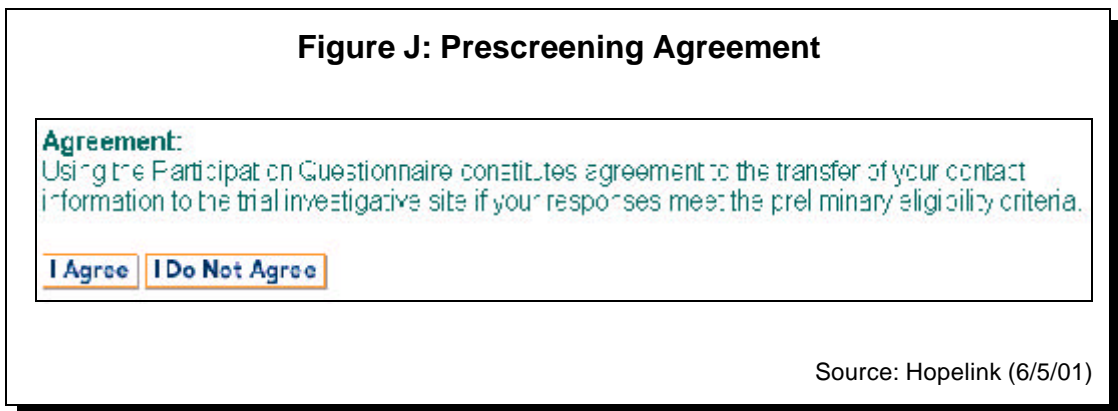 Figure J: Prescreening Agreement
Agreement:
Using the Participation Questionnaire constitutes agreement to the transfer of your contact
information to the trial investigative site if your responses meet the preliminary eligibility criteria.
I Agree I Do Not Agree
Source: Hopelink (6/5/01)